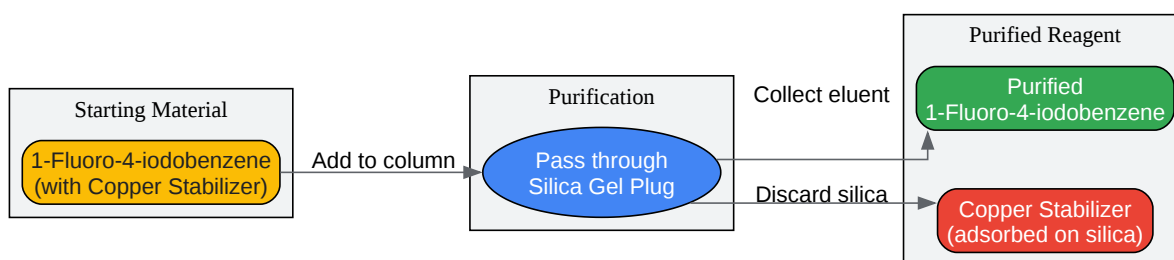 Starting Material
1-Fluoro-4-iodobenzene
(with Copper Stabilizer)
Add to column
Purification
Pass through
Silica Gel Plug
Collect eluent
Discard silica
Purified Reagent
Purified
1-Fluoro-4-iodobenzene
Copper Stabilizer
(adsorbed on silica)